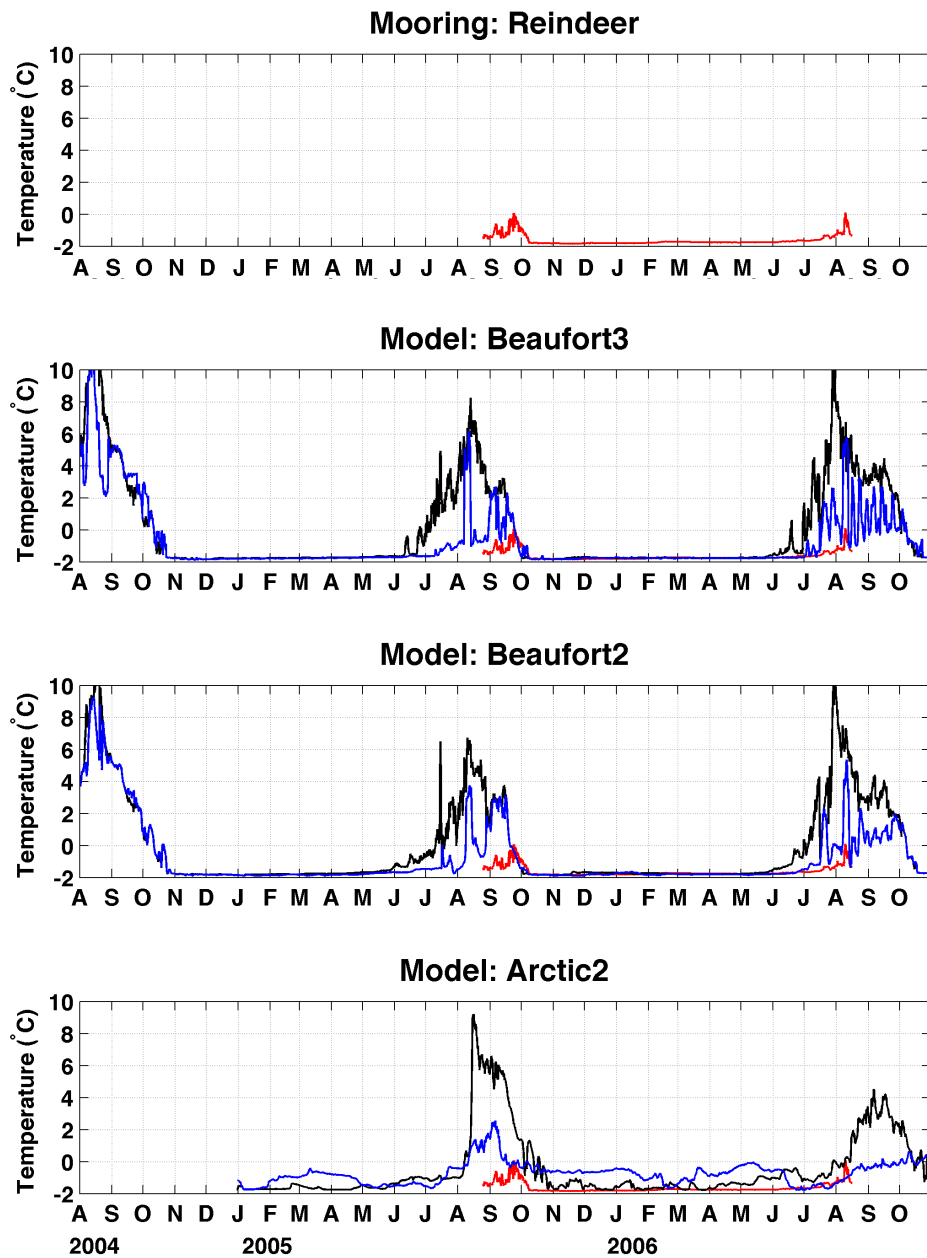 Mooring: Reindeer
Temperature (°C)
10
8
6
4
2
0
-2
A S O N D J F M A M J J A S O N D J F M A M J J A S O
Model: Beaufort3
Temperature (°C)
10
8
6
4
2
0
-2
A S O N D J F M A M J J A S O N D J F M A M J J A S O
Model: Beaufort2
Temperature (°C)
10
8
6
4
2
0
-2
A S O N D J F M A M J J A S O N D J F M A M J J A S O
Model: Arctic2
Temperature (°C)
10
8
6
4
2
0
-2
A S O N D J F M A M J J A S O N D J F M A M J J A S O
2004 2005 2006